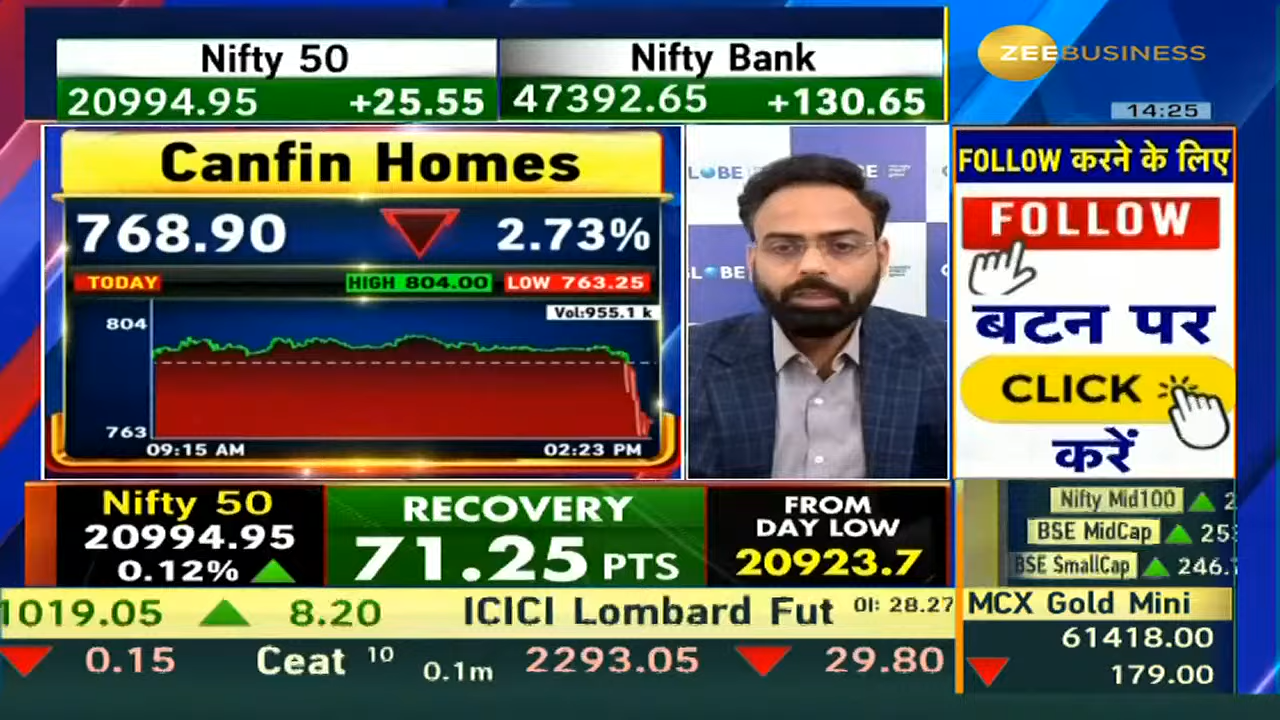 Nifty 50
20994.95 +25.55
Nifty Bank
47392.65 +130.65
ZEEBUSINESS
14:25
Canfin Homes
768.90 2.73%
TODAY HIGH 804.00 LOW 763.25
Vol:955.1 k
804
763
09:15 AM 02:23 PM
FOLLOW करने के लिए
FOLLOW
बटन पर
CLICK
करें
Nifty 50
20994.95
0.12%
RECOVERY
71.25 PTS
FROM
DAY LOW
20923.7
Nifty Mid100 2
BSE MidCap 25
BSE SmallCap 246.
1019.05 8.20 ICICI Lombard Fut OI: 28.27
0.15 Ceat 10 0.1m 2293.05 29.80
MCX Gold Mini
61418.00
179.00